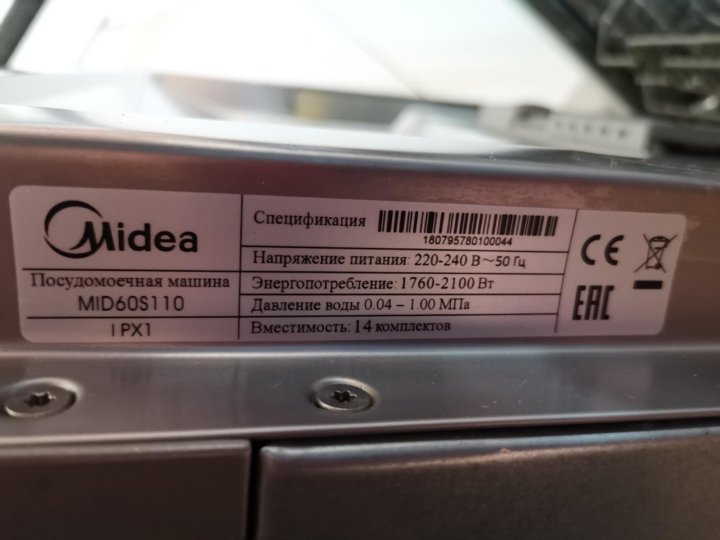 Midea
Посудомоечная машина
MID60S110
IPX1
Спецификация
180795780100044
Напряжение питания: 220-240 В~50 Гц
Энергопотребление: 1760-2100 Вт
Давление воды 0.04 – 1.00 МПа
Вместимость: 14 комплектов
CE
EAC